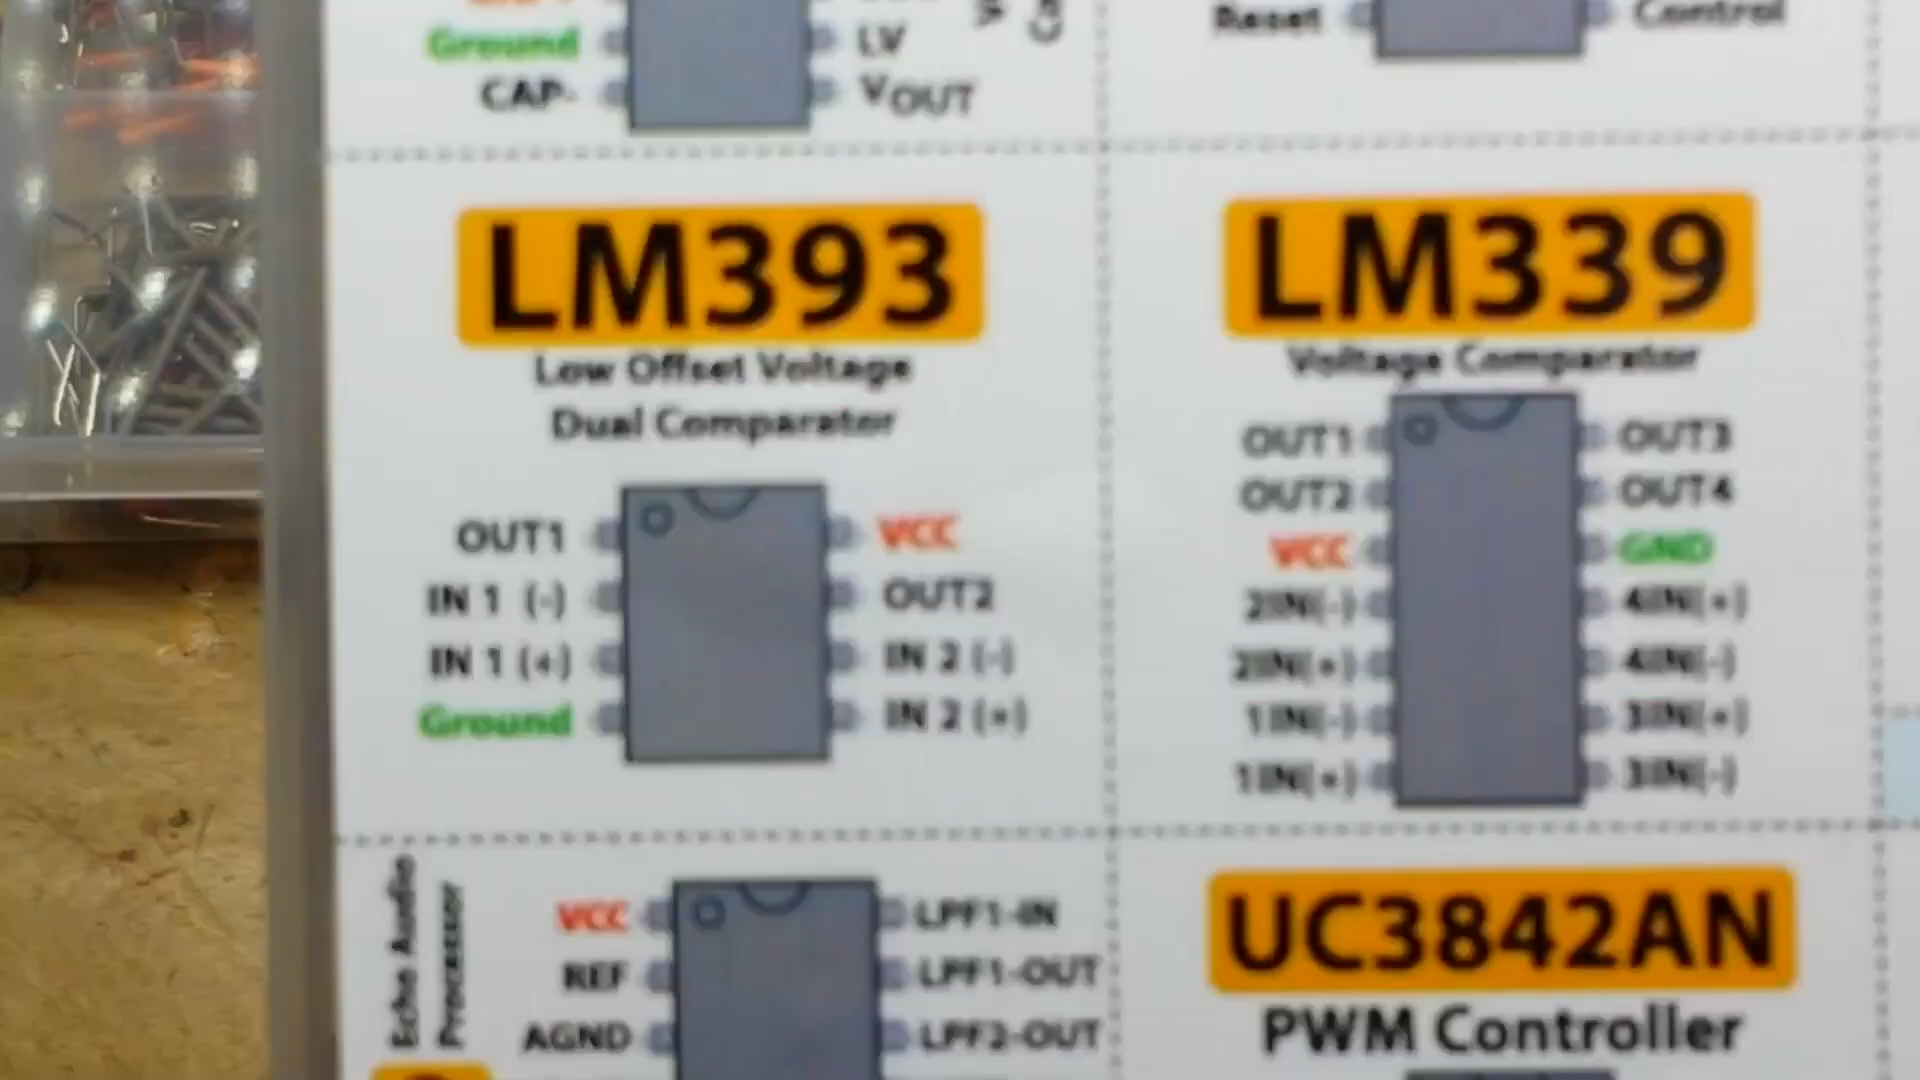 Ground
CAP-
LV
VOUT
Reset
Control
LM393
Low Offset Voltage
Dual Comparator
OUT1
IN 1 (-)
IN 1 (+)
Ground
VCC
OUT2
IN 2 (-)
IN 2 (+)
LM339
Voltage Comparator
OUT1
OUT2
VCC
2IN(-)
2IN(+)
1IN(-)
1IN(+)
OUT3
OUT4
GND
4IN(+)
4IN(-)
3IN(+)
3IN(-)
Echo Audio
Processor
VCC
REF
AGND
LPF1-IN
LPF1-OUT
LPF2-OUT
UC3842AN
PWM Controller